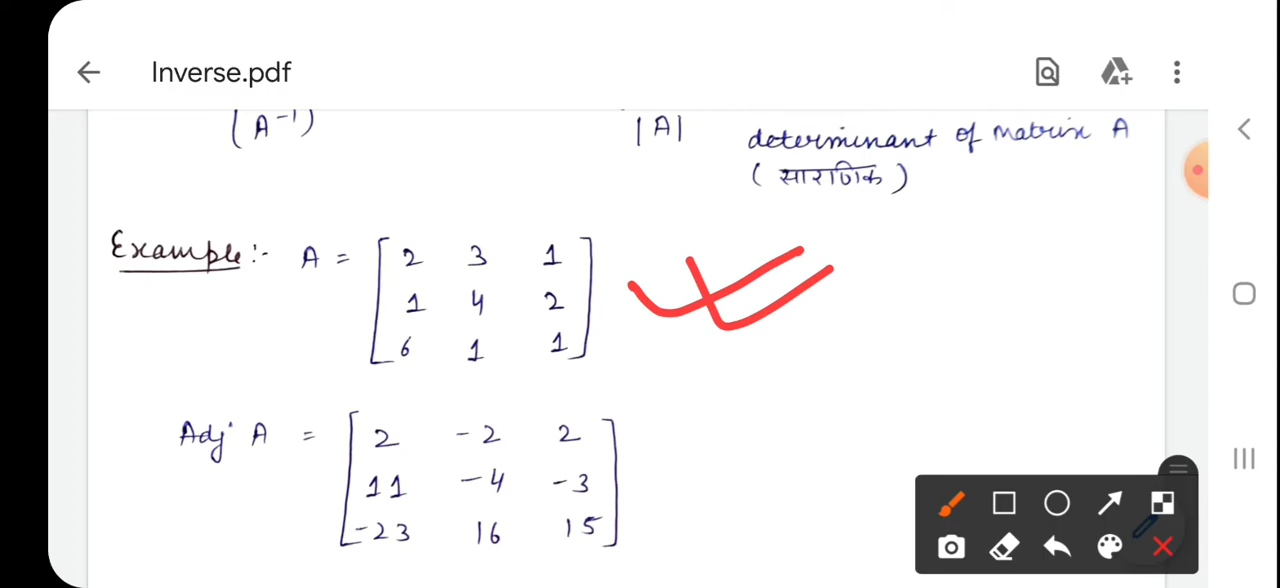 Inverse.pdf
(A⁻¹) |A| determinant of matrix A
(सारणिक)
Example:- A = [2 3 1
1 4 2
6 1 1]
Adj A = [2 -2 2
11 -4 -3
-23 16 15]